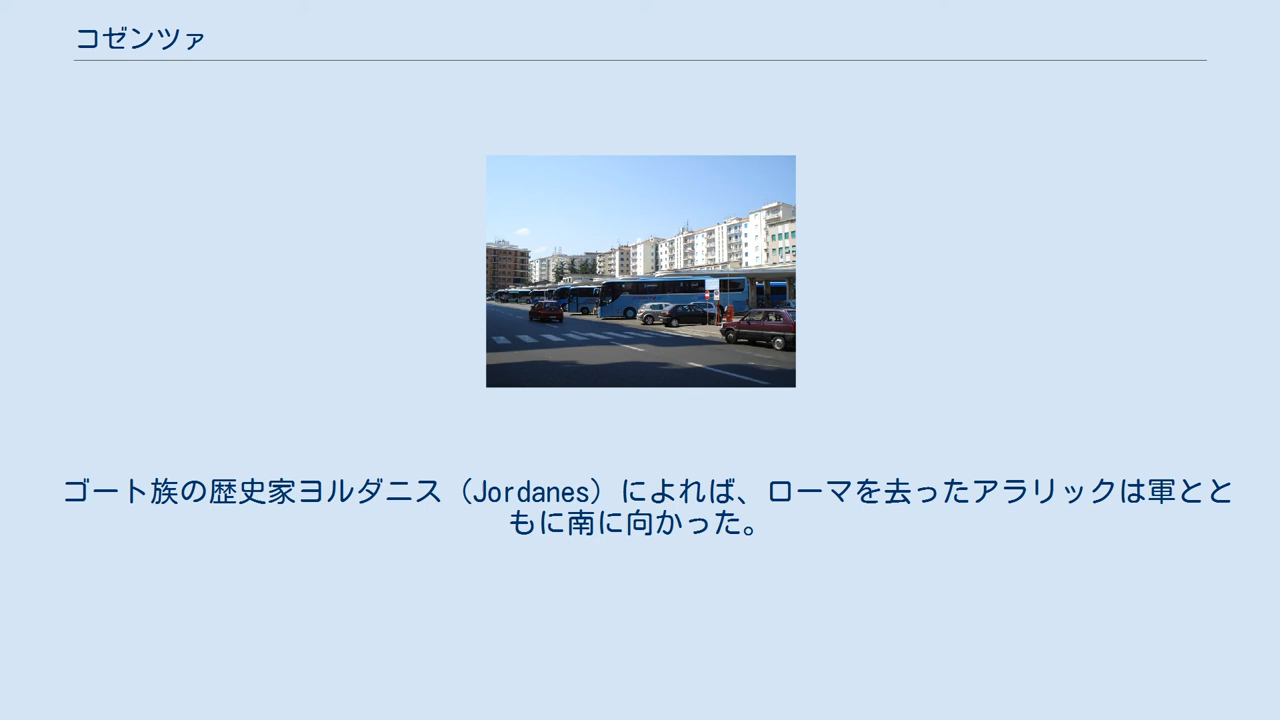 コゼンツァ
ゴート族の歴史家ヨルダニス（Jordanes）によれば、ローマを去ったアラリックは軍とと
もに南に向かった。